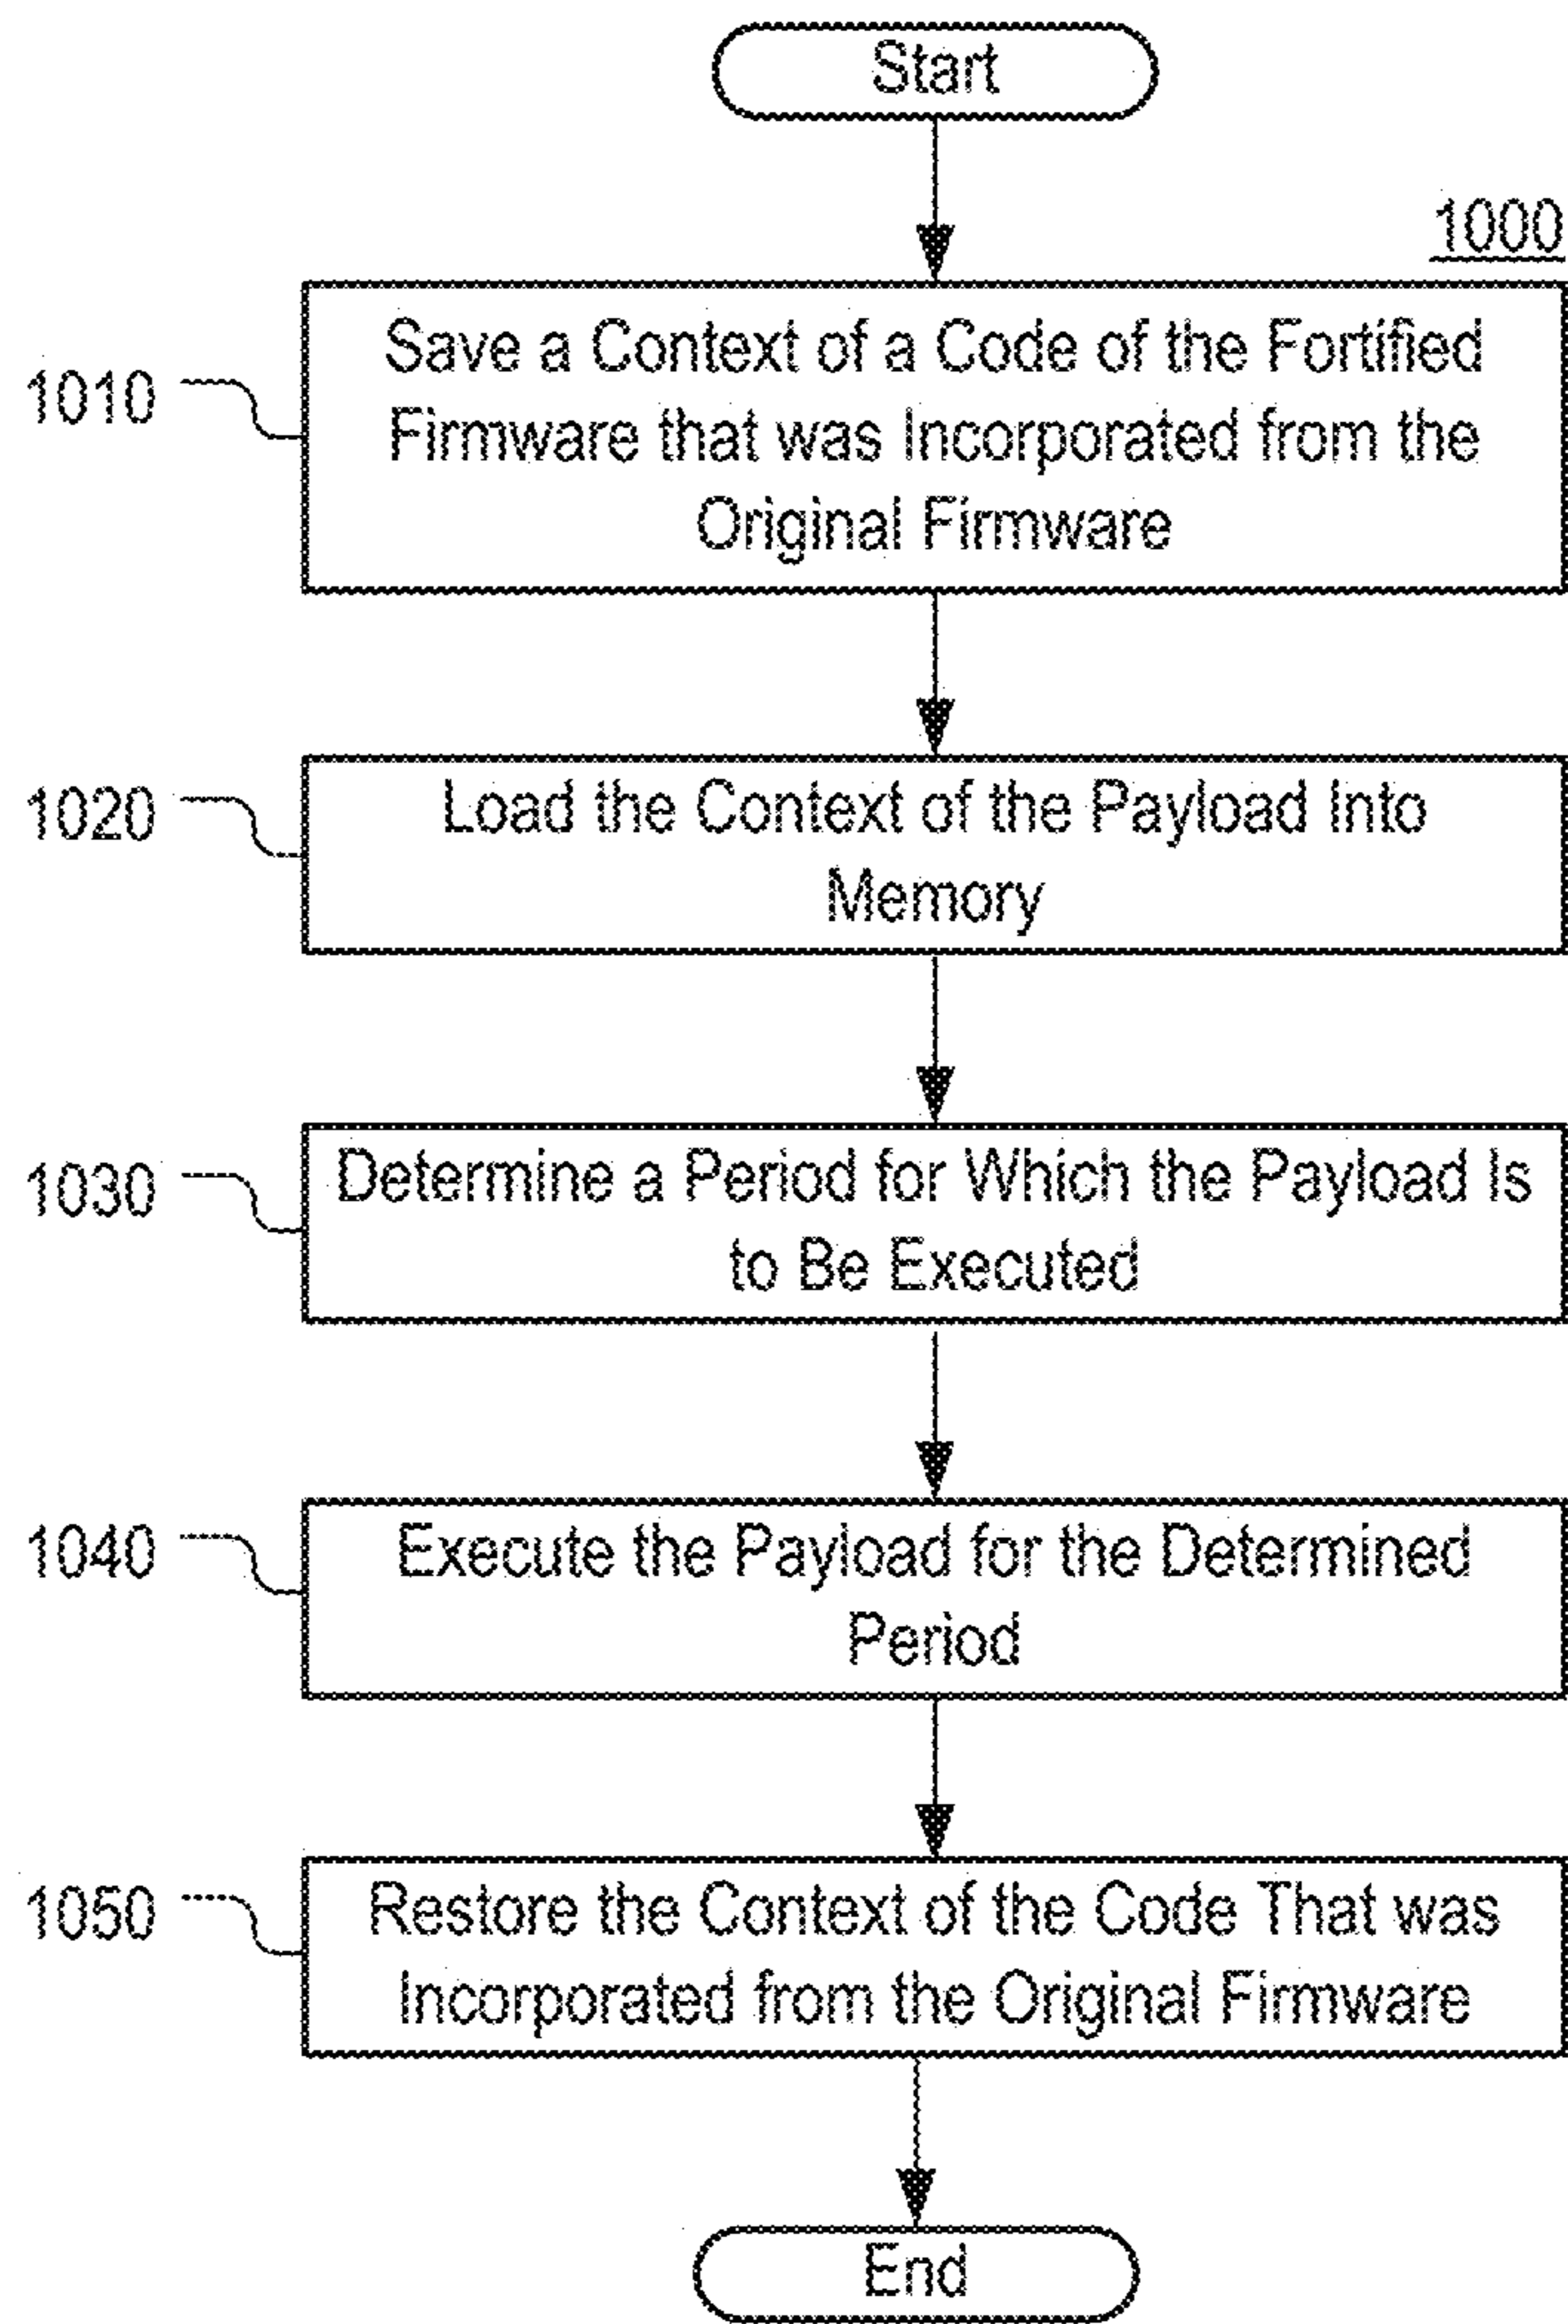 Start
1000
1010
Save a Context of a Code of the Fortified
Firmware that was Incorporated from the
Original Firmware
1020
Load the Context of the Payload Into
Memory
1030
Determine a Period for Which the Payload Is
to Be Executed
1040
Execute the Payload for the Determined
Period
1050
Restore the Context of the Code That was
Incorporated from the Original Firmware
End